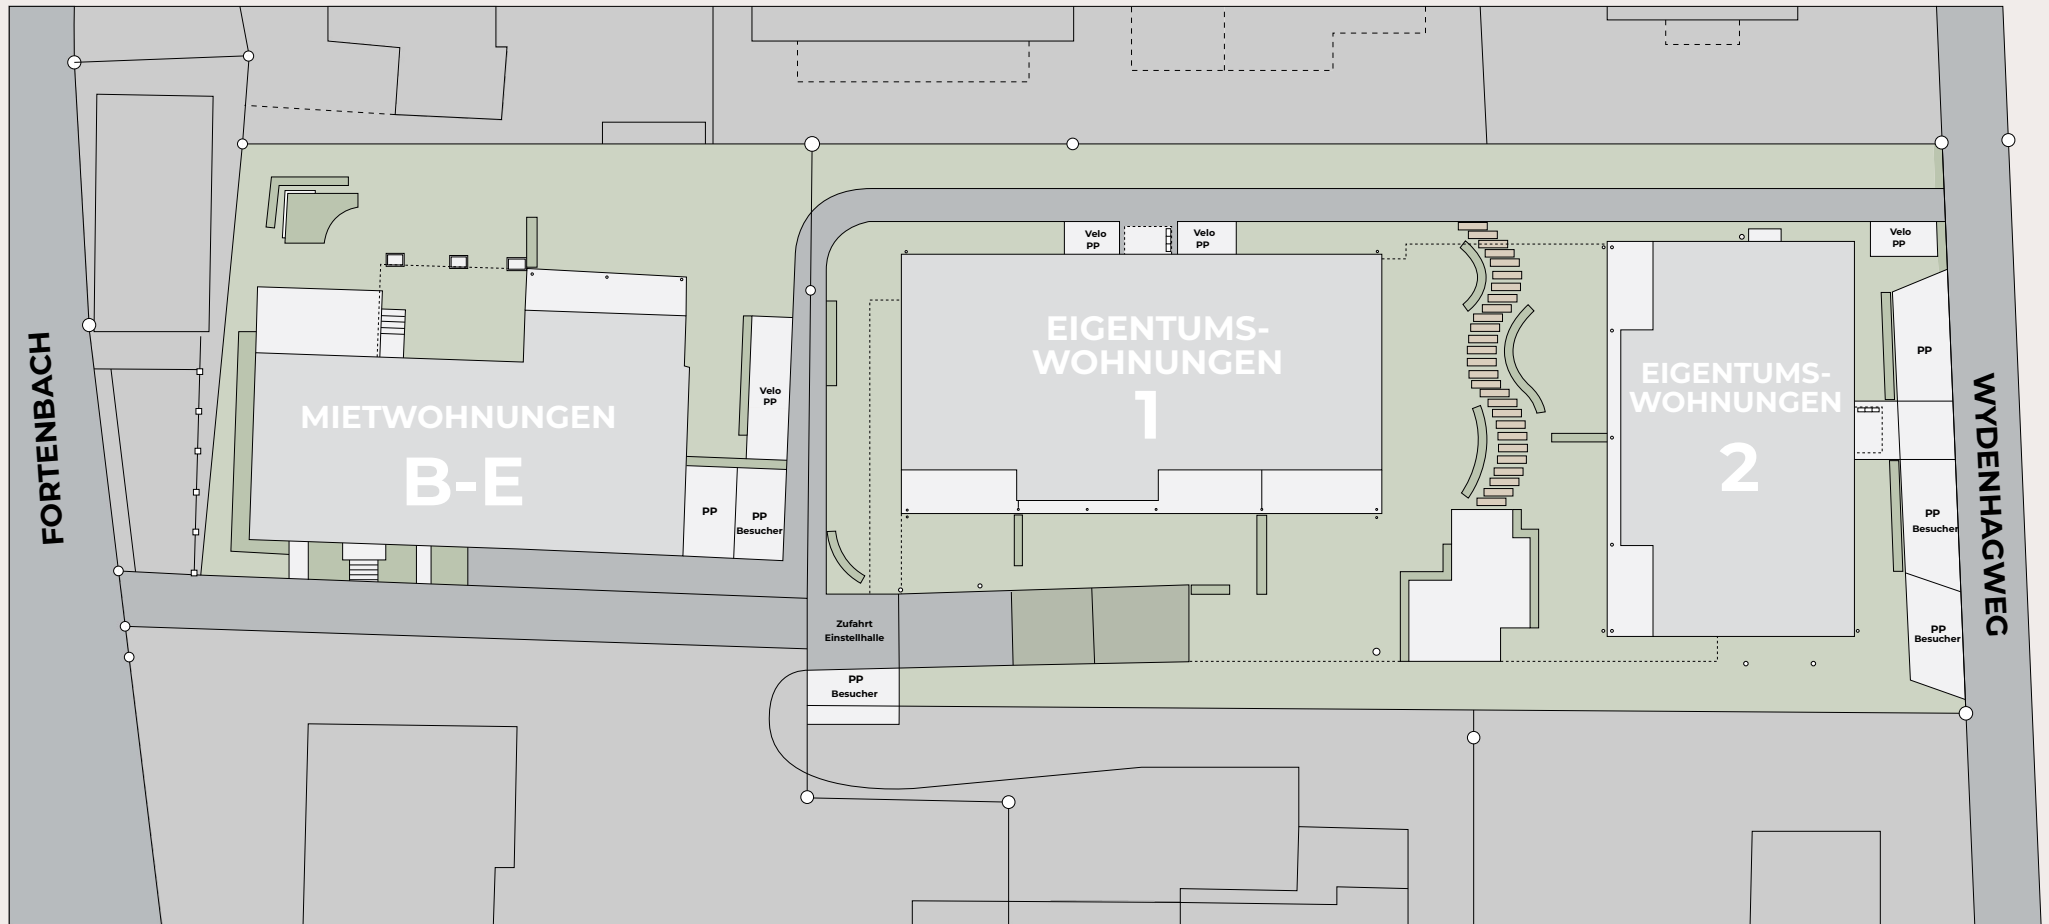 FORTENBACH
MIETWOHNUNGEN
B-E
Velo
PP
PP
PP
Besucher
Velo
PP
Velo
PP
EIGENTUMS-
WOHNUNGEN
1
Zufahrt
Einstellhalle
PP
Besucher
EIGENTUMS-
WOHNUNGEN
2
Velo
PP
PP
PP
Besucher
PP
Besucher
WYDENHAGWEG